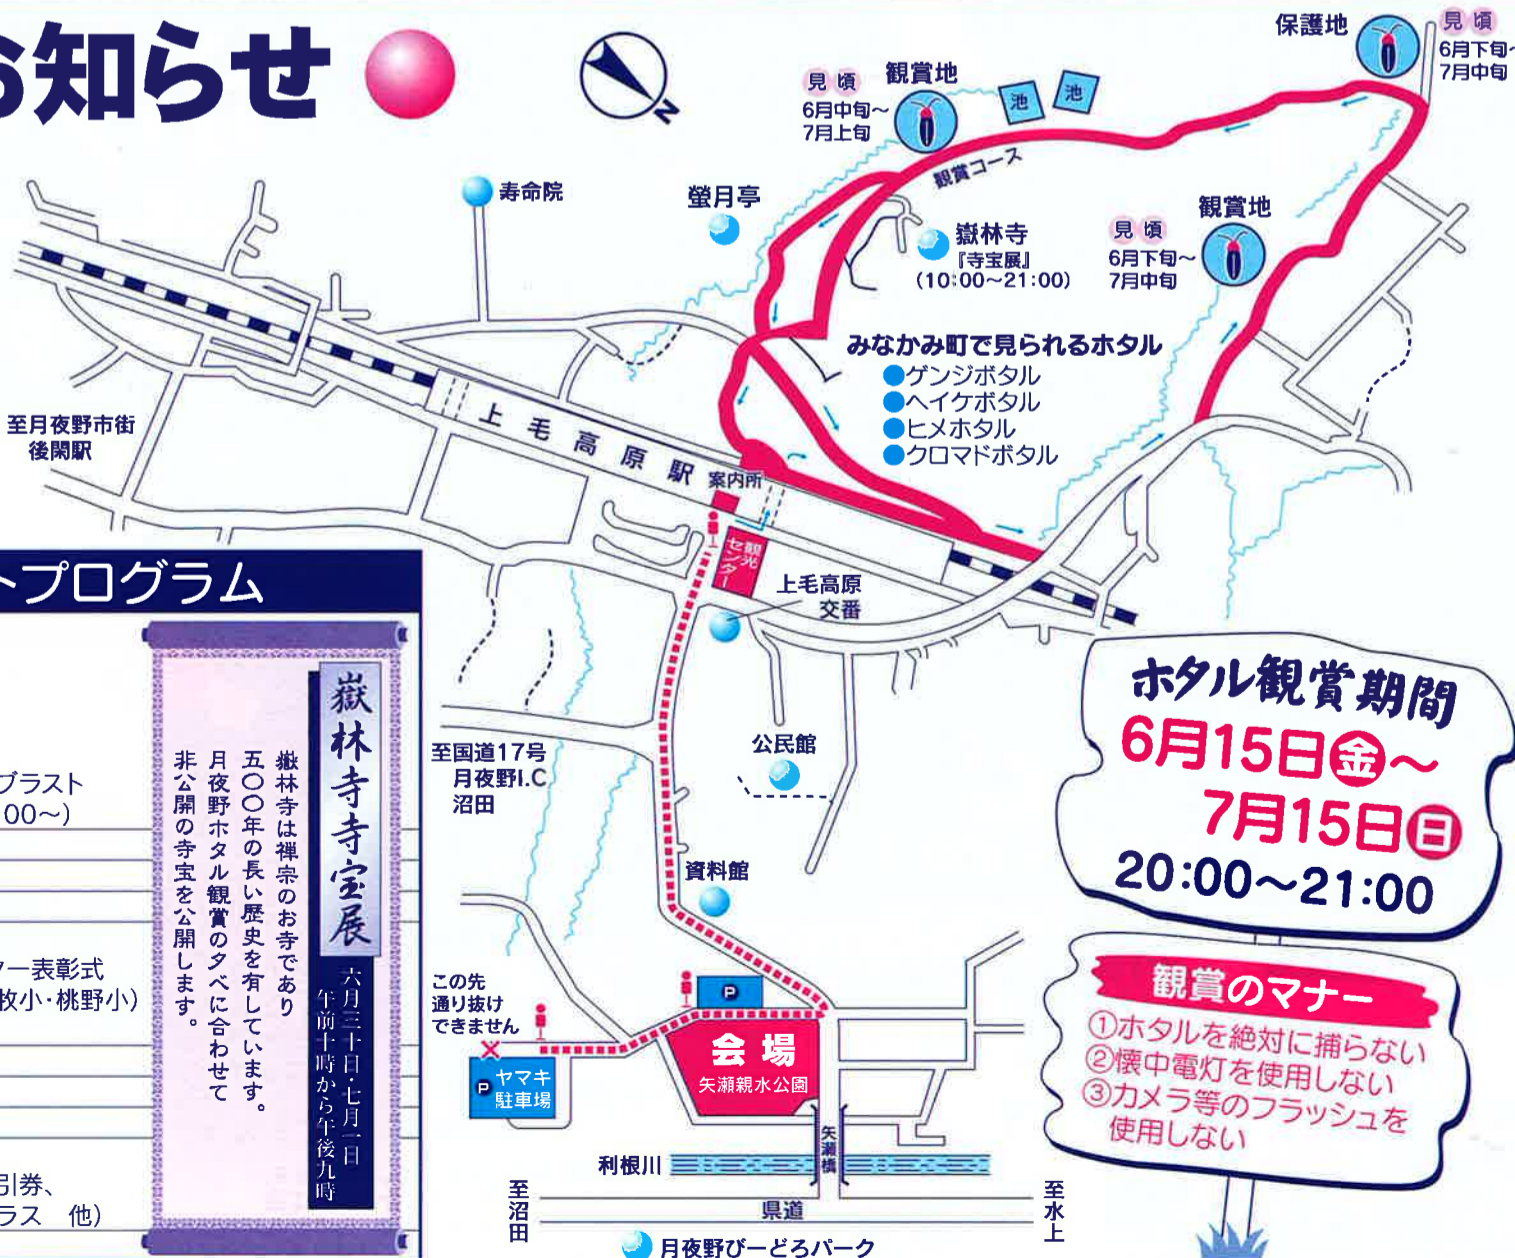 お知らせ
N
保護地
見頃
6月下旬~
7月中旬
観賞地
見頃
6月中旬~
7月上旬
池
池
観賞コース
寿命院
螢月亭
嶽林寺
『寺宝展』
(10:00~21:00)
観賞地
見頃
6月下旬~
7月中旬
みなかみ町で見られるホタル
●ゲンジボタル
●ヘイケボタル
●ヒメホタル
●クロマドボタル
至月夜野市街
後閑駅
上毛高原駅
案内所
観光
センター
上毛高原
交番
トプログラム
ブラスト
00~)
ター表彰式
牧小・桃野小)
引券、
ラス 他)
嶽林寺寺宝展
六月三十日・七月一日
午前十時から午後九時
嶽林寺は禅宗のお寺であり
五〇〇年の長い歴史を有しています。
月夜野ホタル観賞の夕べに合わせて
非公開の寺宝を公開します。
至国道17号
月夜野I.C
沼田
公民館
資料館
ホタル観賞期間
6月15日㊎~
7月15日㊐
20:00~21:00
観賞のマナー
①ホタルを絶対に捕らない
②懐中電灯を使用しない
③カメラ等のフラッシュを
使用しない
この先
通り抜け
できません
P
P ヤマキ
駐車場
会場
矢瀬親水公園
矢瀬橋
利根川
至沼田
県道
至水上
月夜野びーどろパーク